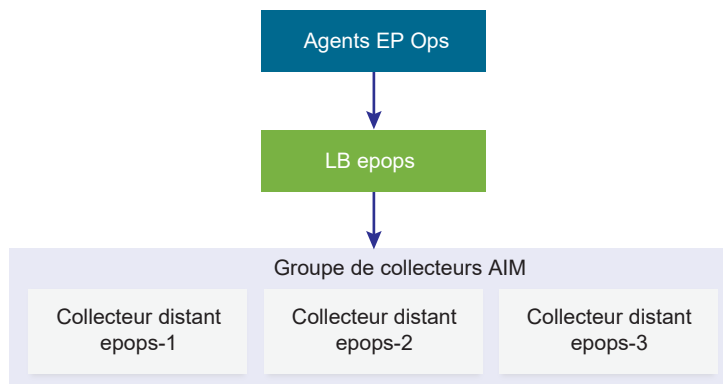 Agents EP Ops
LB epops
Groupe de collecteurs AIM
Collecteur distant
epops-1
Collecteur distant
epops-2
Collecteur distant
epops-3